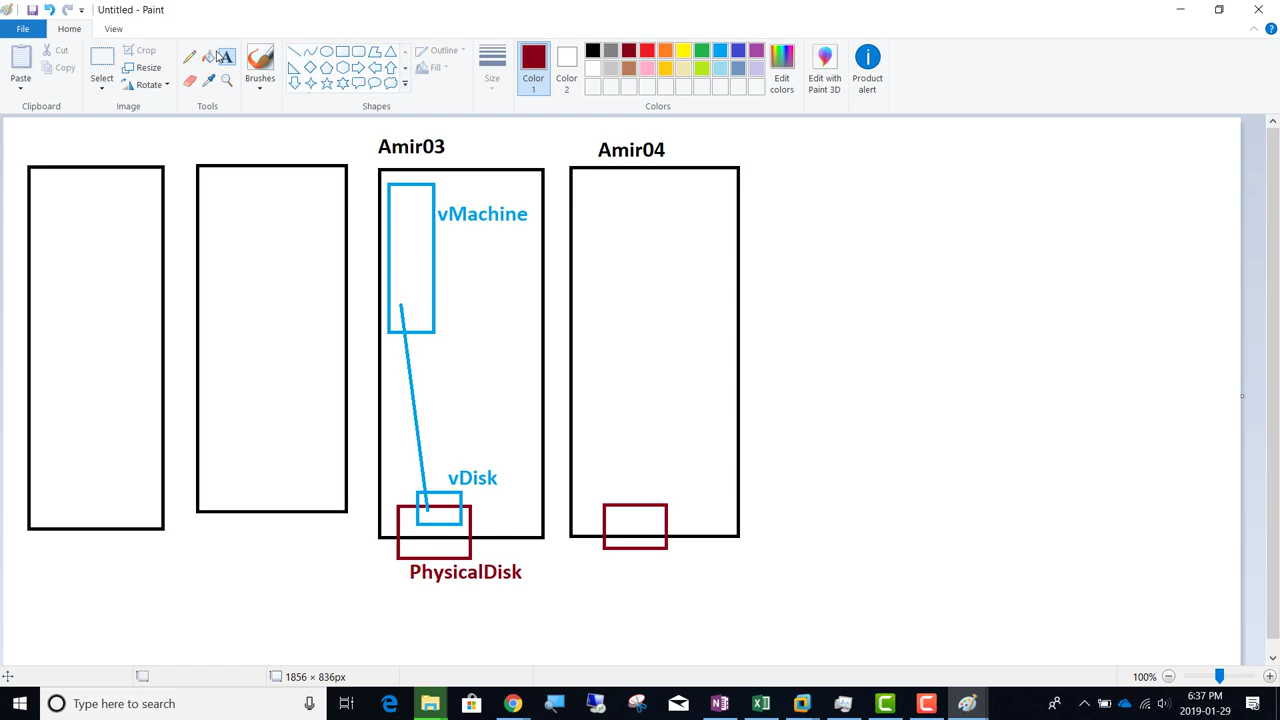 Untitled - Paint
File
Home
View
Paste
Cut
Copy
Clipboard
Select
Crop
Resize
Rotate
Image
A
Tools
Brushes
Outline
Fill
Shapes
Size
Color
1
Color
2
Edit
colors
Colors
Edit with
Paint 3D
Product
alert
Amir03
Amir04
vMachine
vDisk
PhysicalDisk
1856 × 836px
100%
Type here to search
6:37 PM
2019-01-29